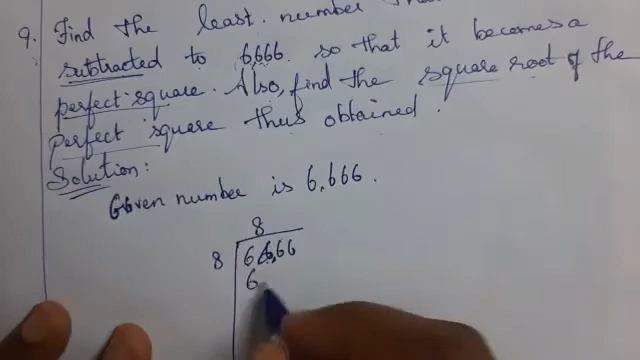 9. Find the least number
subtracted to 6,666 so that it becomes a
perfect square. Also, find the square root of the
perfect square thus obtained.
Solution:
Given number is 6,666.
8
8 66,66
6